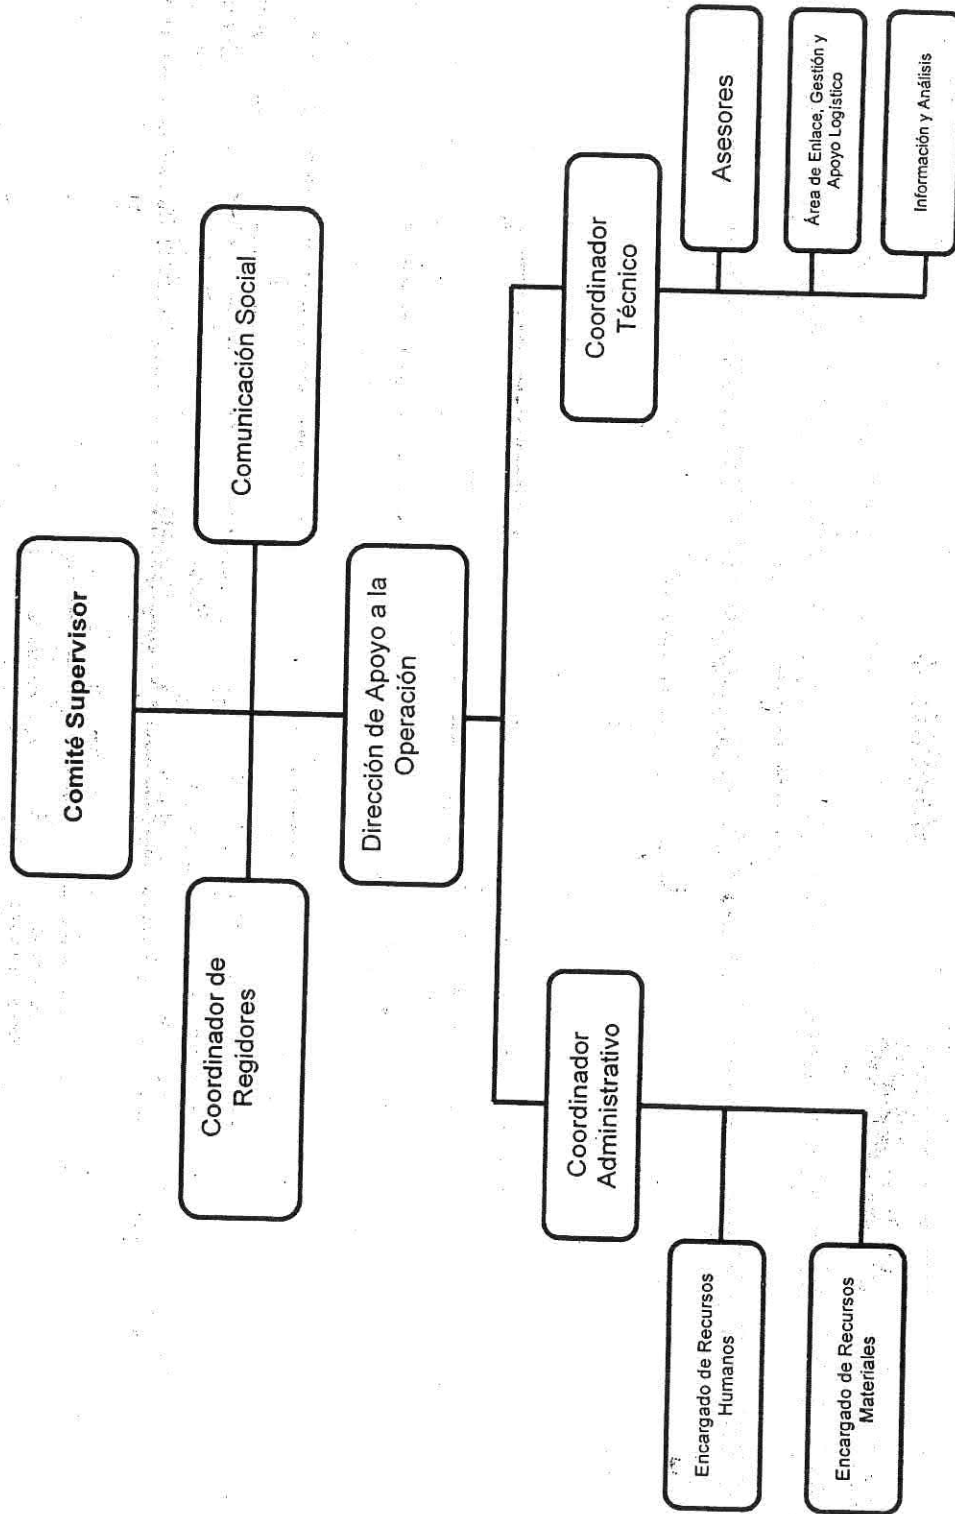 Comité Supervisor
Coordinador de
Regidores
Comunicación Social
Dirección de Apoyo a la
Operación
Coordinador
Administrativo
Coordinador
Técnico
Encargado de Recursos
Humanos
Encargado de Recursos
Materiales
Asesores
Área de Enlace, Gestión y
Apoyo Logístico
Información y Análisis